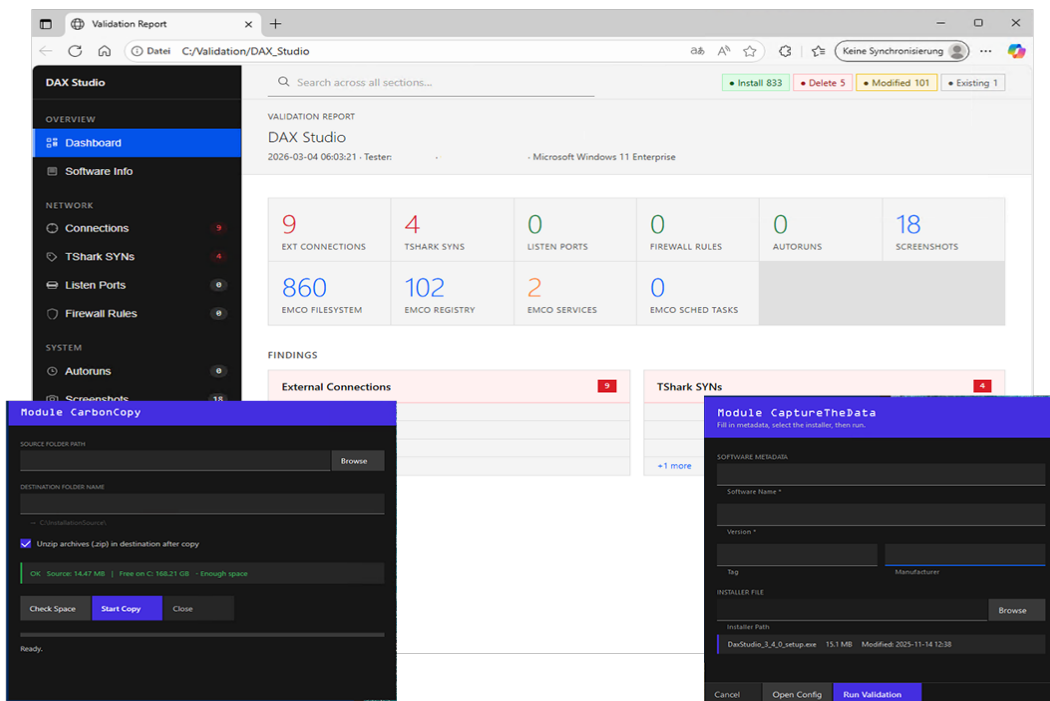 Validation Report
Datei C:/Validation/DAX_Studio
Keine Synchronisierung
DAX Studio
OVERVIEW
Dashboard
Software Info
NETWORK
Connections 9
TShark SYNs 4
Listen Ports 0
Firewall Rules 0
SYSTEM
Autoruns 0
Screenshots 18
Search across all sections...
Install 833
Delete 5
Modified 101
Existing 1
VALIDATION REPORT
DAX Studio
2026-03-04 06:03:21 · Tester: · · Microsoft Windows 11 Enterprise
9
EXT CONNECTIONS
4
TSHARK SYNS
0
LISTEN PORTS
0
FIREWALL RULES
0
AUTORUNS
18
SCREENSHOTS
860
EMCO FILESYSTEM
102
EMCO REGISTRY
2
EMCO SERVICES
0
EMCO SCHED TASKS
FINDINGS
External Connections 9
TShark SYNs 4
+1 more
Module CarbonCopy
SOURCE FOLDER PATH
Browse
DESTINATION FOLDER NAME
→ C:\InstallationSource\
Unzip archives (.zip) in destination after copy
OK Source: 14.47 MB | Free on C: 168.21 GB - Enough space
Check Space
Start Copy
Close
Ready.
Module CaptureTheData
Fill in metadata, select the installer, then run.
SOFTWARE METADATA
Software Name *
Version *
Tag
Manufacturer
INSTALLER FILE
Browse
Installer Path
DaxStudio_3_4_0_setup.exe 15.1 MB Modified: 2025-11-14 12:38
Cancel
Open Config
Run Validation